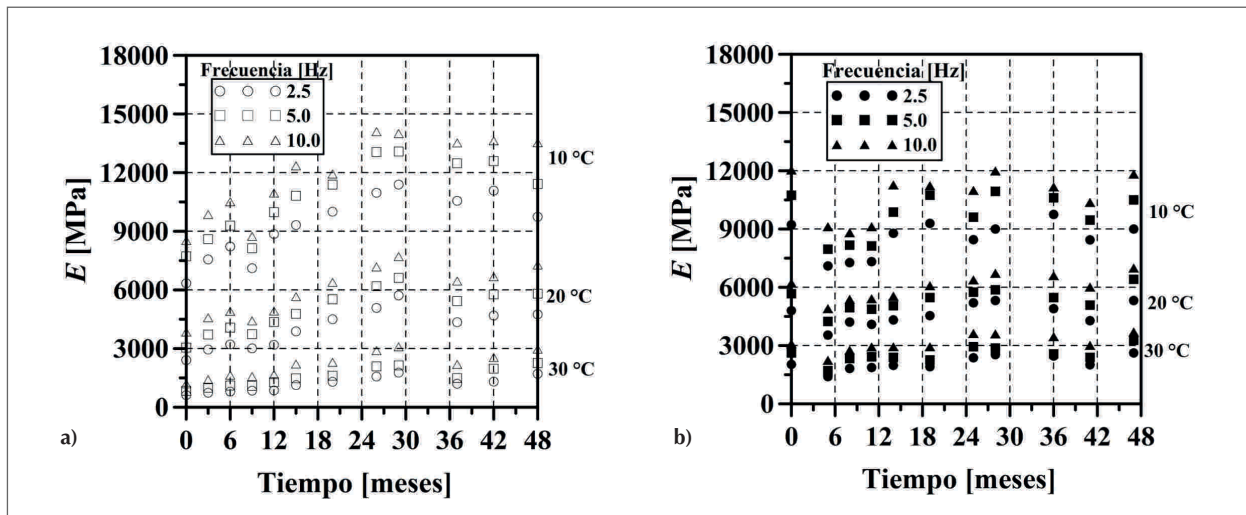 18000
15000
12000
9000
6000
3000
0
E [MPa]
Frecuencia [Hz]
2.5
5.0
10.0
10 °C
20 °C
30 °C
0 6 12 18 24 30 36 42 48
Tiempo [meses]
a)
18000
15000
12000
9000
6000
3000
0
E [MPa]
Frecuencia [Hz]
2.5
5.0
10.0
10 °C
20 °C
30 °C
0 6 12 18 24 30 36 42 48
Tiempo [meses]
b)